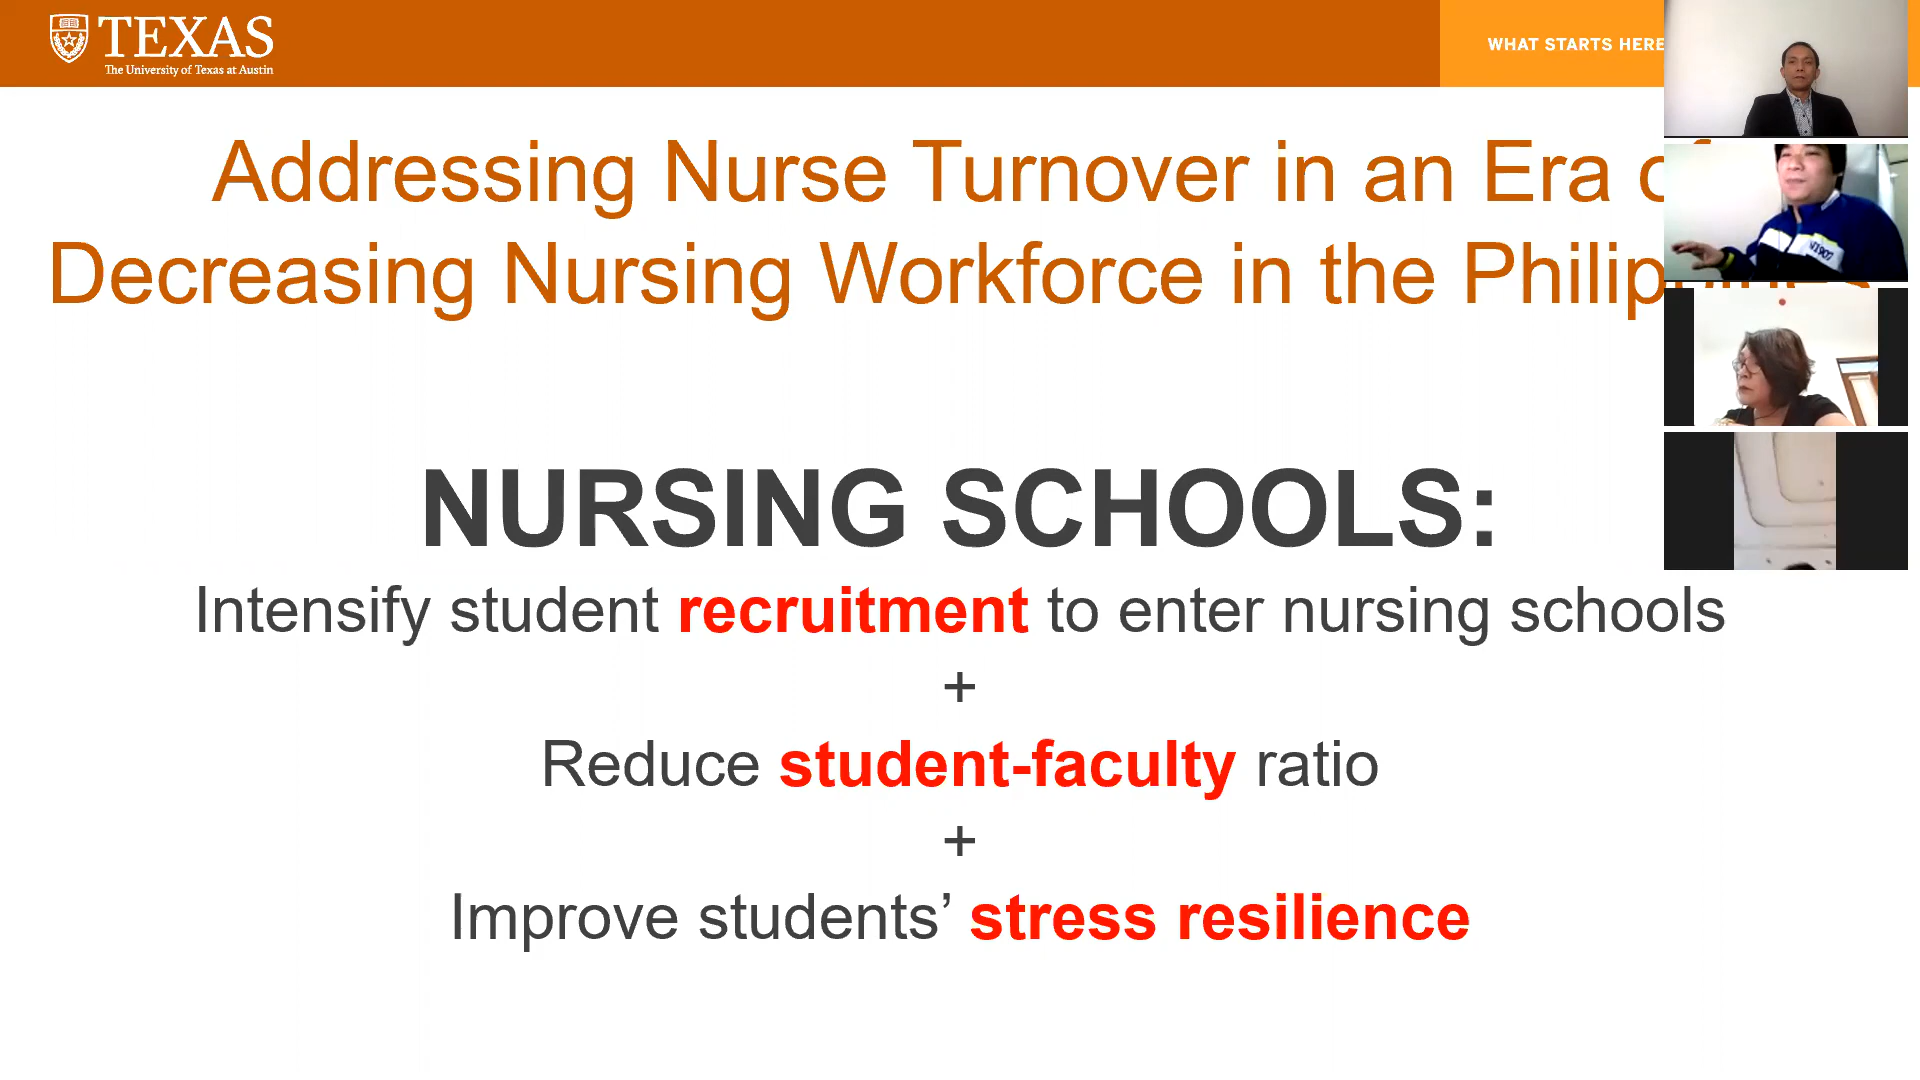 TEXAS
The University of Texas at Austin
WHAT STARTS HERE
Addressing Nurse Turnover in an Era
Decreasing Nursing Workforce in the
NURSING SCHOOLS:
Intensify student recruitment to enter nursing schools
+
Reduce student-faculty ratio
+
Improve students’ stress resilience